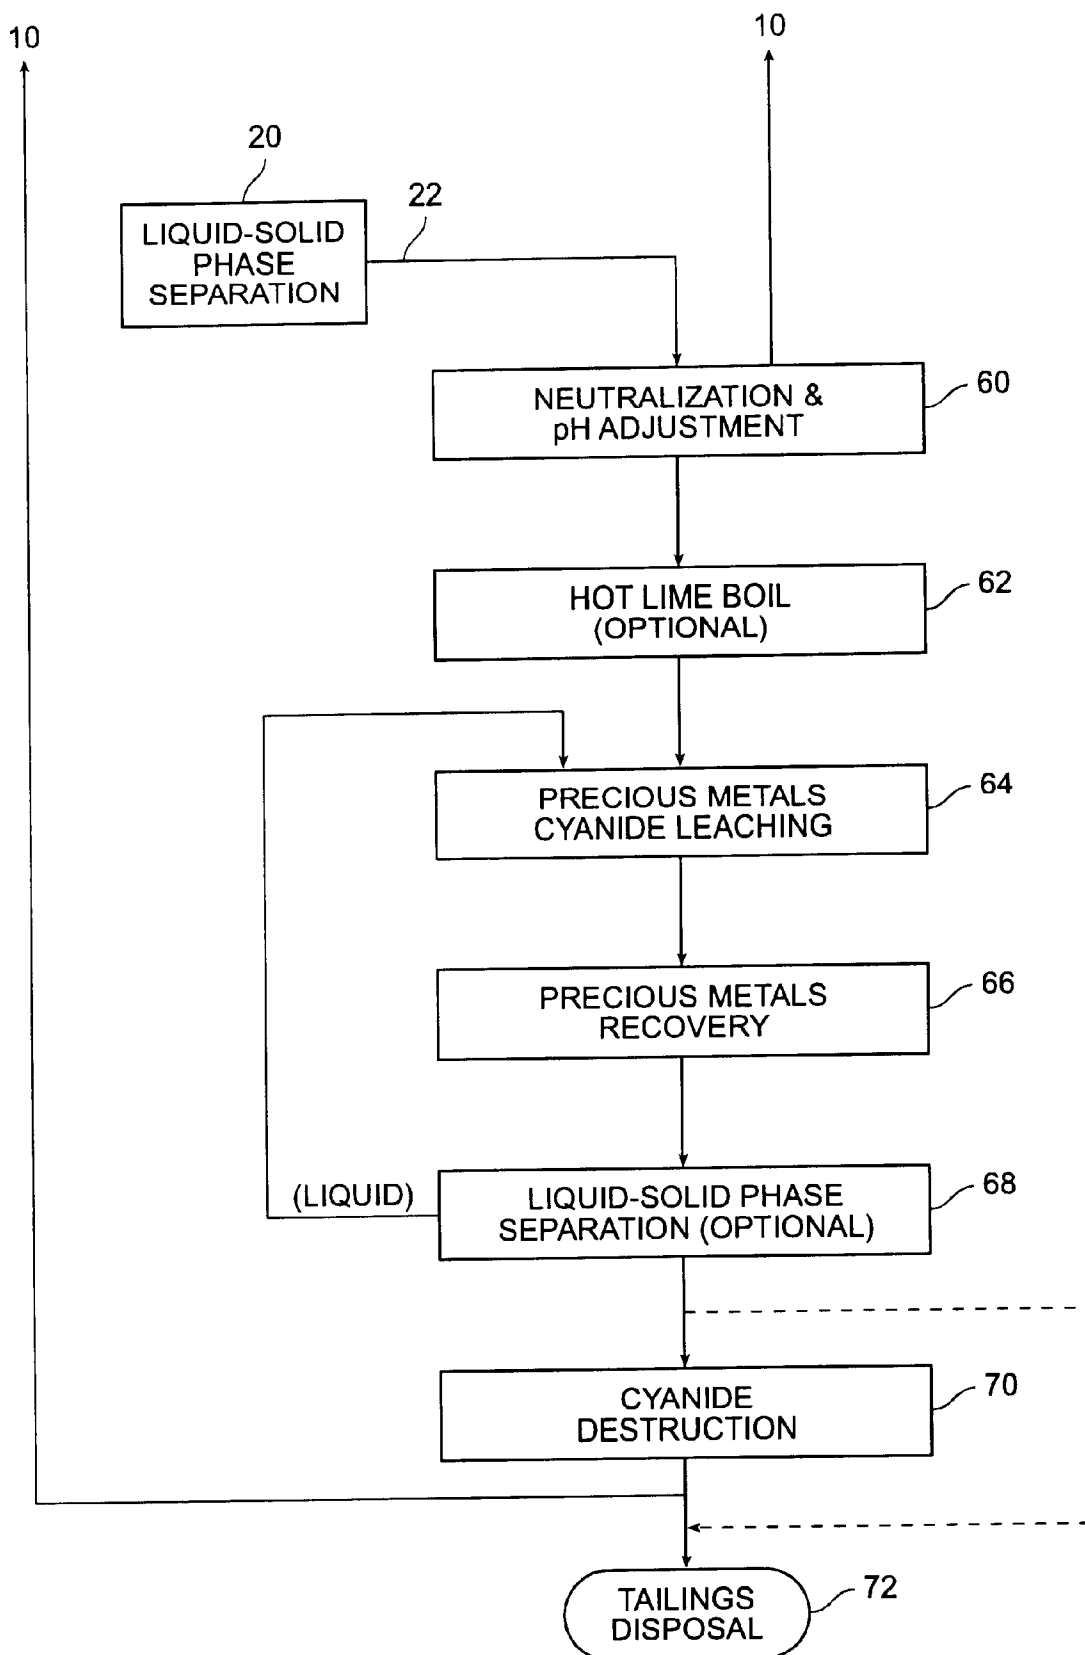 10
10
20
22
LIQUID-SOLID
PHASE
SEPARATION
NEUTRALIZATION &
pH ADJUSTMENT
60
HOT LIME BOIL
(OPTIONAL)
62
PRECIOUS METALS
CYANIDE LEACHING
64
PRECIOUS METALS
RECOVERY
66
(LIQUID)
LIQUID-SOLID PHASE
SEPARATION (OPTIONAL)
68
CYANIDE
DESTRUCTION
70
TAILINGS
DISPOSAL
72